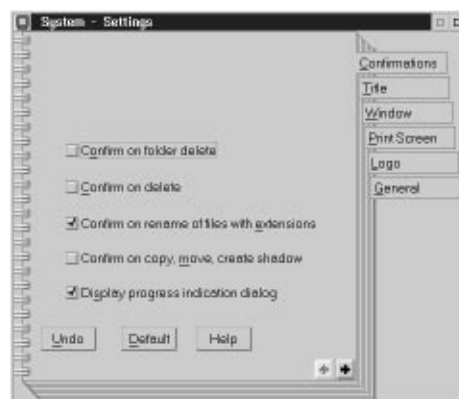 System - Settings
Confirmations
Title
Window
Print Screen
Logo
General
Confirm on folder delete
Confirm on delete
Confirm on rename of files with extensions
Confirm on copy, move, create shadow
Display progress indication dialog
Undo
Default
Help